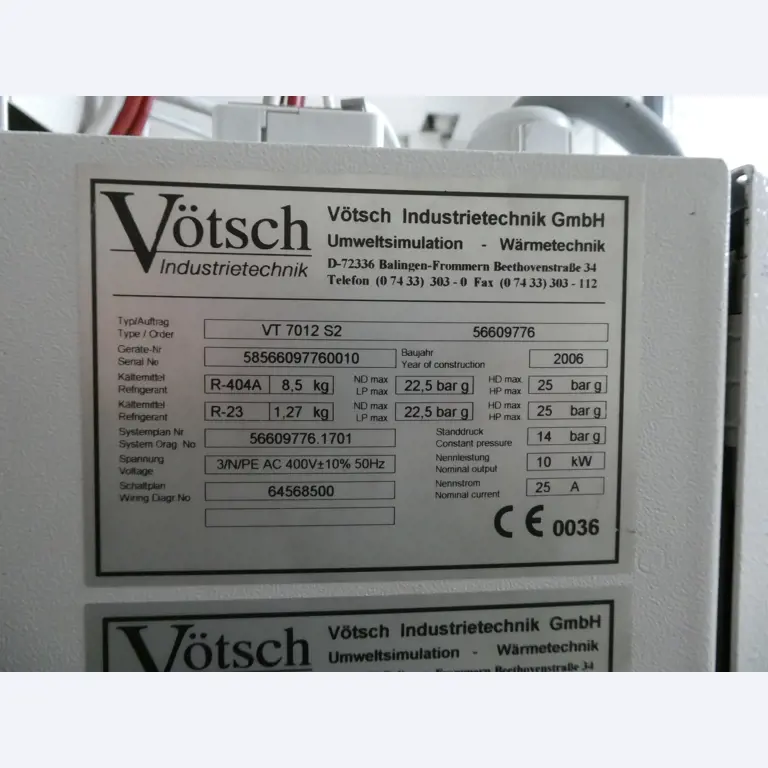 Vötsch
Industrietechnik
Vötsch Industrietechnik GmbH
Umweltsimulation - Wärmetechnik
D-72336 Balingen-Frommern Beethovenstraße 34
Telefon (0 74 33) 303 - 0 Fax (0 74 33) 303 - 112
Typ/Auftrag
Type / Order
VT 7012 S2 56609776
Geräte-Nr
Serial No
58566097760010
Baujahr
Year of construction
2006
Kältemittel
Refrigerant
R-404A 8,5 kg
ND max
LP max
22,5 bar g
HD max
HP max
25 bar g
Kältemittel
Refrigerant
R-23 1,27 kg
ND max
LP max
22,5 bar g
HD max
HP max
25 bar g
Systemplan Nr
System Diag. No
56609776.1701
Standdruck
Constant pressure
14 bar g
Spannung
Voltage
3/N/PE AC 400V±10% 50Hz
Nennleistung
Nominal output
10 kW
Schaltplan
Wiring Diagr.No
64568500
Nennstrom
Nominal current
25 A
CE 0036
Vötsch
Vötsch Industrietechnik GmbH
Umweltsimulation - Wärmetechnik
Balingen-Frommern Beethovenstraße 34